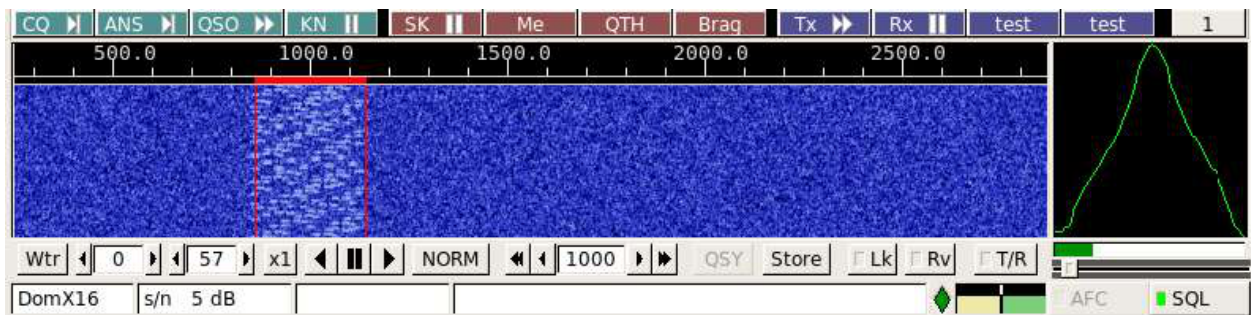 CQ ANS QSO KN SK Me QTH Brag Tx Rx test test 1
500.0 1000.0 1500.0 2000.0 2500.0
Wtr 0 57 x1 NORM 1000 QSY Store Lk Rv T/R
DomX16 s/n 5 dB AFC SQL